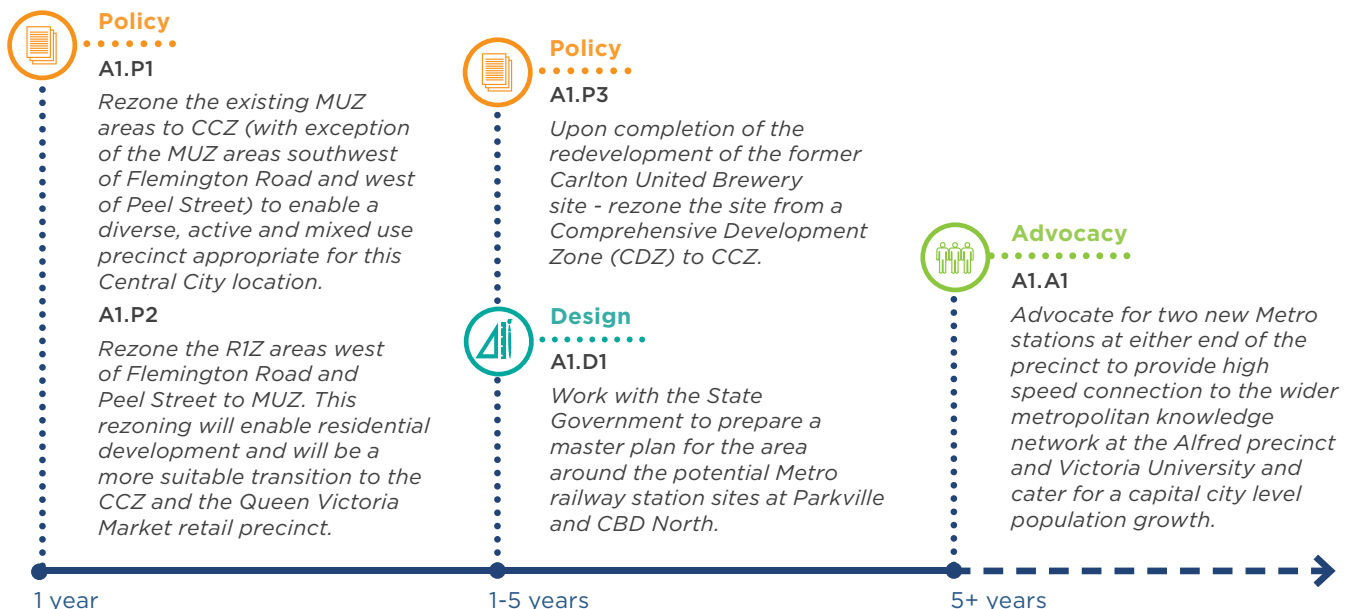 Policy
A1.P1
Rezone the existing MUZ
areas to CCZ (with exception
of the MUZ areas southwest
of Flemington Road and west
of Peel Street) to enable a
diverse, active and mixed use
precinct appropriate for this
Central City location.
A1.P2
Rezone the R1Z areas west
of Flemington Road and
Peel Street to MUZ. This
rezoning will enable residential
development and will be a
more suitable transition to the
CCZ and the Queen Victoria
Market retail precinct.
1 year
Policy
A1.P3
Upon completion of the
redevelopment of the former
Carlton United Brewery
site - rezone the site from a
Comprehensive Development
Zone (CDZ) to CCZ.
Design
A1.D1
Work with the State
Government to prepare a
master plan for the area
around the potential Metro
railway station sites at Parkville
and CBD North.
1-5 years
Advocacy
A1.A1
Advocate for two new Metro
stations at either end of the
precinct to provide high
speed connection to the wider
metropolitan knowledge
network at the Alfred precinct
and Victoria University and
cater for a capital city level
population growth.
5+ years